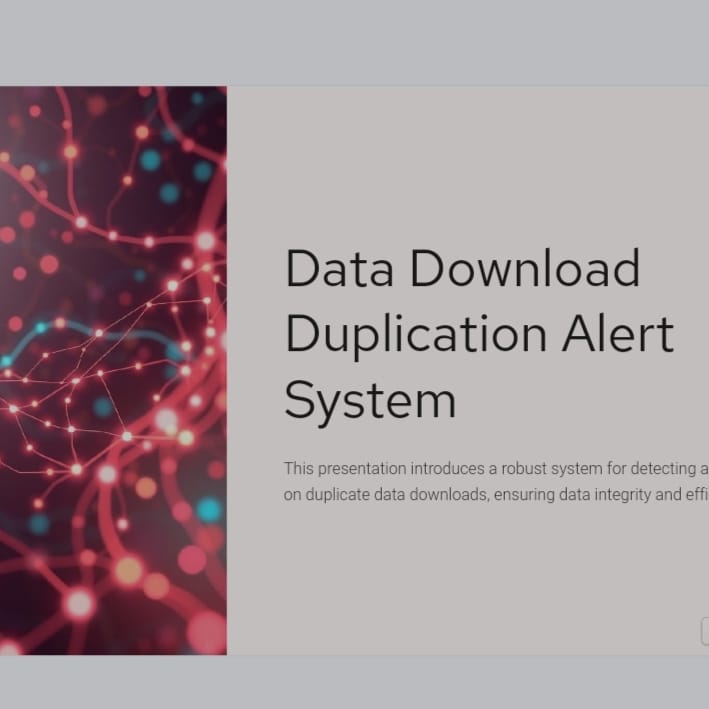 Data Download
Duplication Alert
System
This presentation introduces a robust system for detecting
on duplicate data downloads, ensuring data integrity and